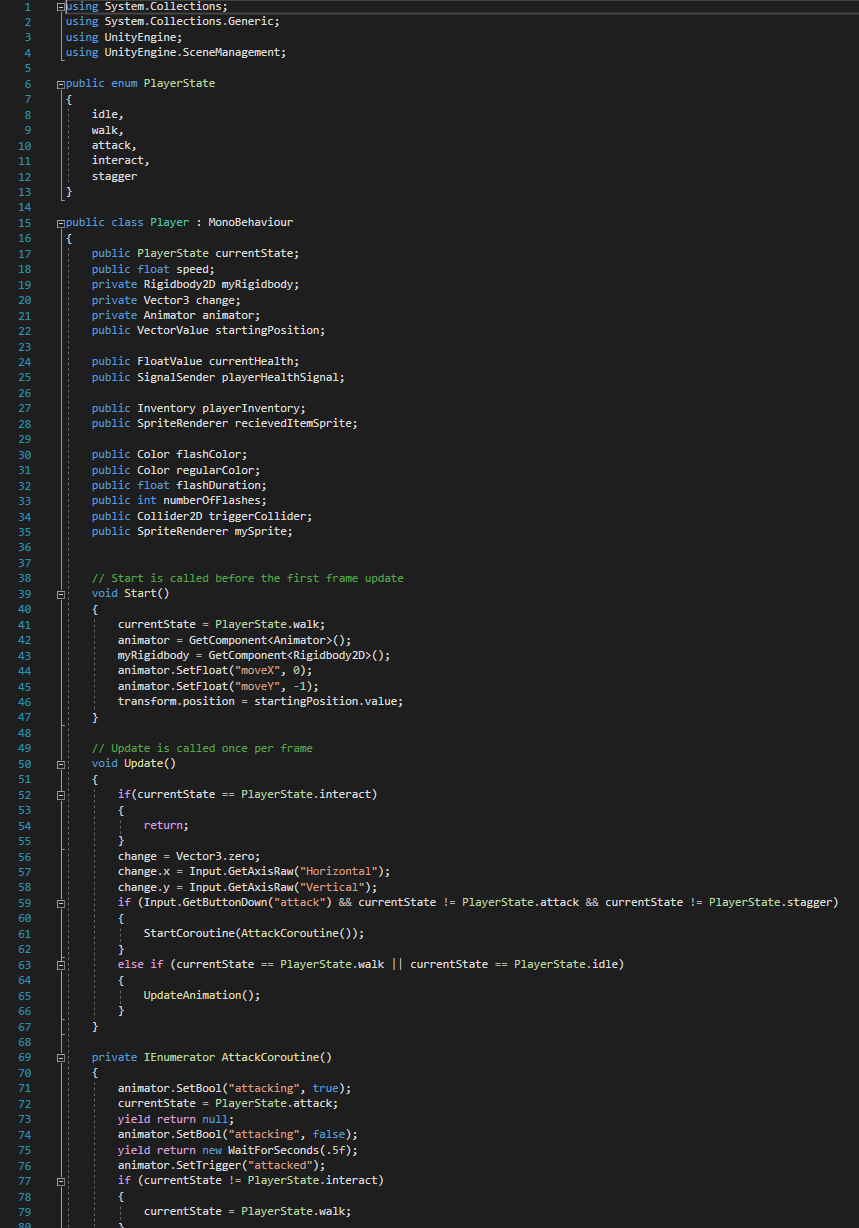 1 using System.Collections;
2 using System.Collections.Generic;
3 using UnityEngine;
4 using UnityEngine.SceneManagement;
5
6 public enum PlayerState
7 {
8 idle,
9 walk,
10 attack,
11 interact,
12 stagger
13 }
14
15 public class Player : MonoBehaviour
16 {
17 public PlayerState currentState;
18 public float speed;
19 private Rigidbody2D myRigidbody;
20 private Vector3 change;
21 private Animator animator;
22 public VectorValue startingPosition;
23
24 public FloatValue currentHealth;
25 public SignalSender playerHealthSignal;
26
27 public Inventory playerInventory;
28 public SpriteRenderer recievedItemSprite;
29
30 public Color flashColor;
31 public Color regularColor;
32 public float flashDuration;
33 public int numberOfFlashes;
34 public Collider2D triggerCollider;
35 public SpriteRenderer mySprite;
36
37
38 // Start is called before the first frame update
39 void Start()
40 {
41 currentState = PlayerState.walk;
42 animator = GetComponent<Animator>();
43 myRigidbody = GetComponent<Rigidbody2D>();
44 animator.SetFloat("moveX", 0);
45 animator.SetFloat("moveY", -1);
46 transform.position = startingPosition.value;
47 }
48
49 // Update is called once per frame
50 void Update()
51 {
52 if(currentState == PlayerState.interact)
53 {
54 return;
55 }
56 change = Vector3.zero;
57 change.x = Input.GetAxisRaw("Horizontal");
58 change.y = Input.GetAxisRaw("Vertical");
59 if (Input.GetButtonDown("attack") && currentState != PlayerState.attack && currentState != PlayerState.stagger)
60 {
61 StartCoroutine(AttackCoroutine());
62 }
63 else if (currentState == PlayerState.walk || currentState == PlayerState.idle)
64 {
65 UpdateAnimation();
66 }
67 }
68
69 private IEnumerator AttackCoroutine()
70 {
71 animator.SetBool("attacking", true);
72 currentState = PlayerState.attack;
73 yield return null;
74 animator.SetBool("attacking", false);
75 yield return new WaitForSeconds(.5f);
76 animator.SetTrigger("attacked");
77 if (currentState != PlayerState.interact)
78 {
79 currentState = PlayerState.walk;
80 }